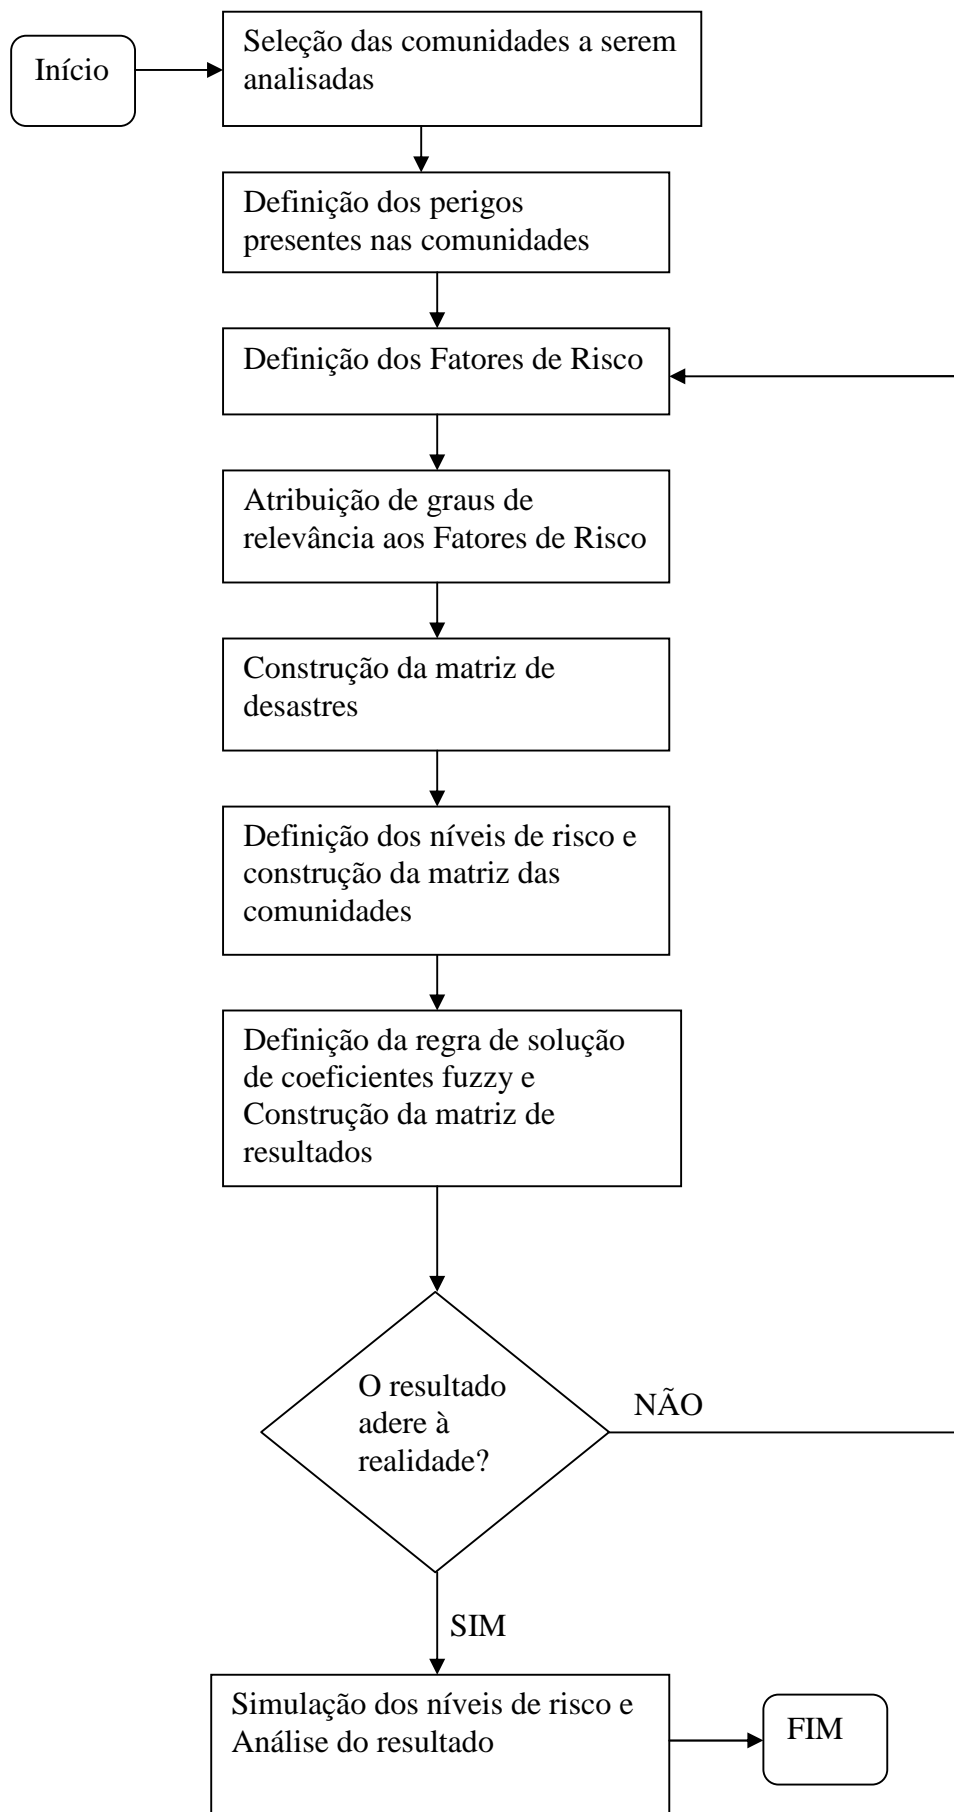 Início
Seleção das comunidades a serem
analisadas
Definição dos perigos
presentes nas comunidades
Definição dos Fatores de Risco
Atribuição de graus de
relevância aos Fatores de Risco
Construção da matriz de
desastres
Definição dos níveis de risco e
construção da matriz das
comunidades
Definição da regra de solução
de coeficientes fuzzy e
Construção da matriz de
resultados
O resultado
adere à
realidade?
NÃO
SIM
Simulação dos níveis de risco e
Análise do resultado
FIM